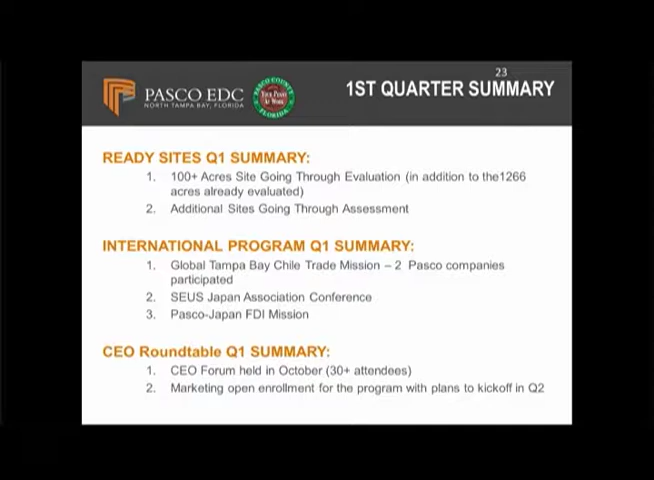 23
1ST QUARTER SUMMARY
PASCO EDC
NORTH TAMPA BAY, FLORIDA
PASCO COUNTY
FLORIDA
READY SITES Q1 SUMMARY:
1. 100+ Acres Site Going Through Evaluation (in addition to the1266
acres already evaluated)
2. Additional Sites Going Through Assessment
INTERNATIONAL PROGRAM Q1 SUMMARY:
1. Global Tampa Bay Chile Trade Mission – 2 Pasco companies
participated
2. SEUS Japan Association Conference
3. Pasco-Japan FDI Mission
CEO Roundtable Q1 SUMMARY:
1. CEO Forum held in October (30+ attendees)
2. Marketing open enrollment for the program with plans to kickoff in Q2